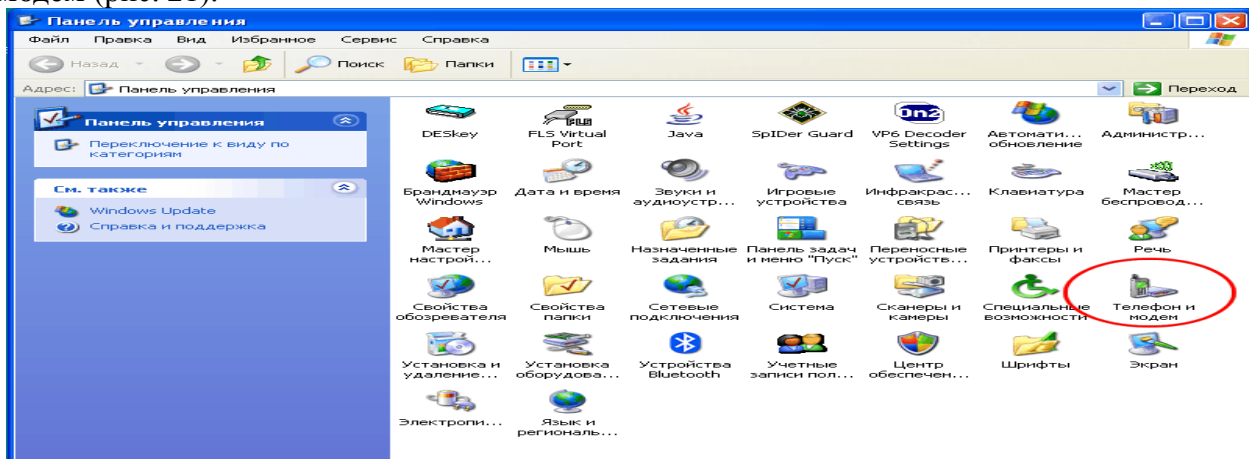 модем (рис. 21).
Панель управления
Файл Правка Вид Избранное Сервис Справка
Назад Поиск Папки
Адрес: Панель управления Переход
Панель управления
Переключение к виду по
категориям
См. также
Windows Update
Справка и поддержка
DESkey
FLS
FLS Virtual
Port
Java
SpIDer Guard
On2
VP6 Decoder
Settings
Автомати...
обновление
Администр...
Брандмауэр
Windows
Дата и время
Звуки и
аудиоустр...
Игровые
устройства
Инфракрас...
связь
Клавиатура
Мастер
беспровод...
Мастер
настрой...
Мышь
Назначенные
задания
Панель задач
и меню "Пуск"
Переносные
устройств...
Принтеры и
факсы
Речь
Свойства
обозревателя
Свойства
папки
Сетевые
подключения
Система
Сканеры и
камеры
Специальные
возможности
Телефон и
модем
Установка и
удаление...
Установка
оборудова...
Устройства
Bluetooth
Учетные
записи пол...
Центр
обеспечен...
Шрифты
Экран
Электропи...
Язык и
региональ...